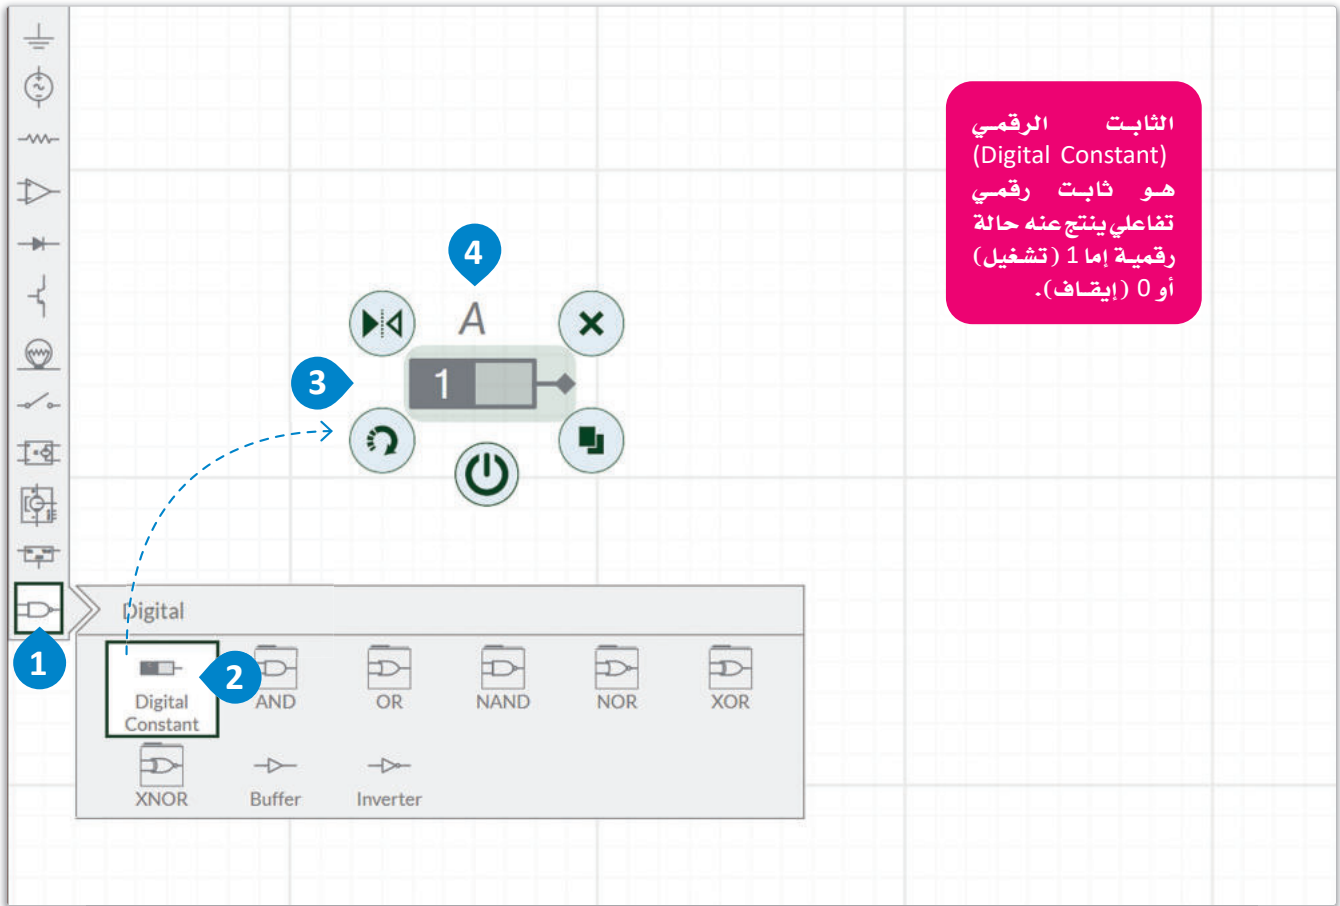 الثابت الرقمي
(Digital Constant)
هو ثابت رقمي
تفاعلي ينتج عنه حالة
رقمية إما 1 (تشغيل)
أو 0 (إيقاف).
4
A
3
1
Digital
1
2
Digital
Constant
AND
OR
NAND
NOR
XOR
XNOR
Buffer
Inverter